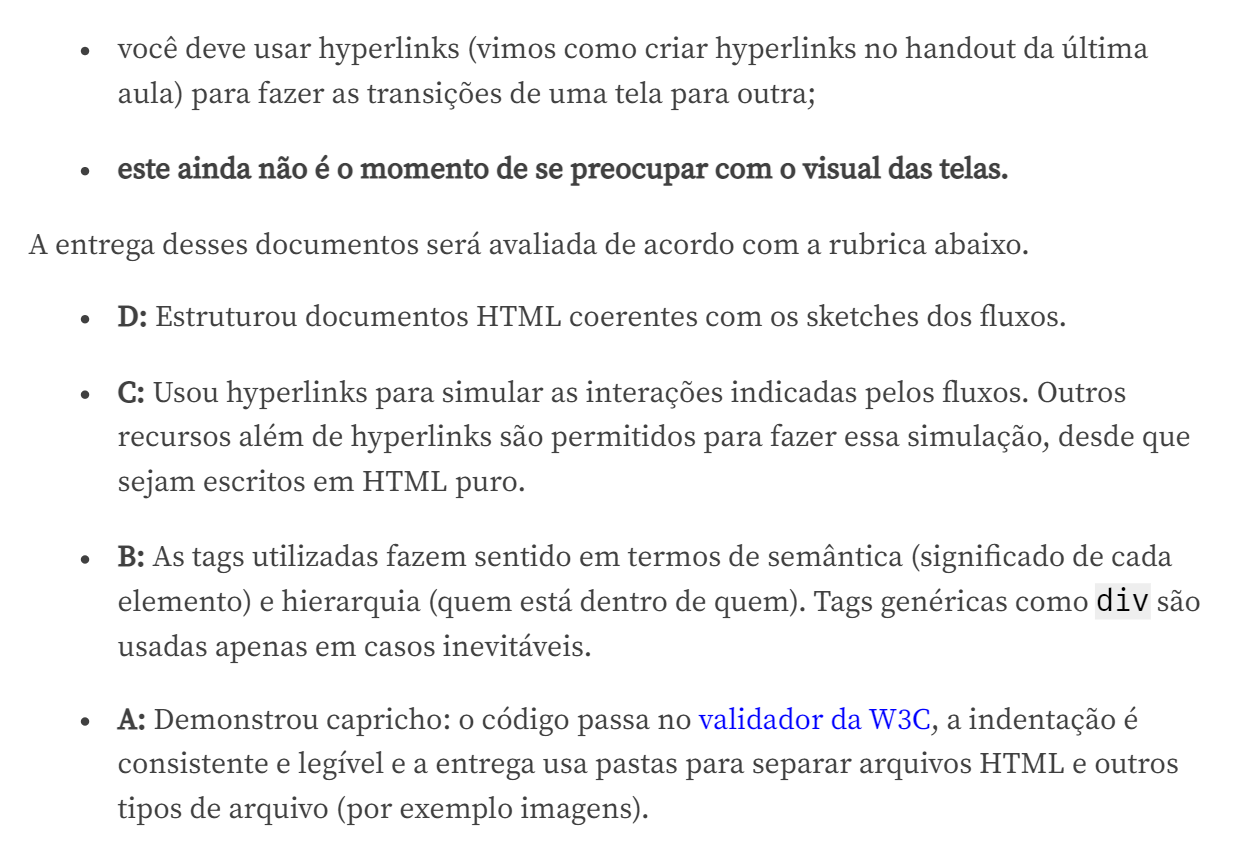 • você deve usar hyperlinks (vimos como criar hyperlinks no handout da última
aula) para fazer as transições de uma tela para outra;
• este ainda não é o momento de se preocupar com o visual das telas.
A entrega desses documentos será avaliada de acordo com a rubrica abaixo.
• D: Estruturou documentos HTML coerentes com os sketches dos fluxos.
• C: Usou hyperlinks para simular as interações indicadas pelos fluxos. Outros
recursos além de hyperlinks são permitidos para fazer essa simulação, desde que
sejam escritos em HTML puro.
• B: As tags utilizadas fazem sentido em termos de semântica (significado de cada
elemento) e hierarquia (quem está dentro de quem). Tags genéricas como div são
usadas apenas em casos inevitáveis.
• A: Demonstrou capricho: o código passa no validador da W3C, a indentação é
consistente e legível e a entrega usa pastas para separar arquivos HTML e outros
tipos de arquivo (por exemplo imagens).